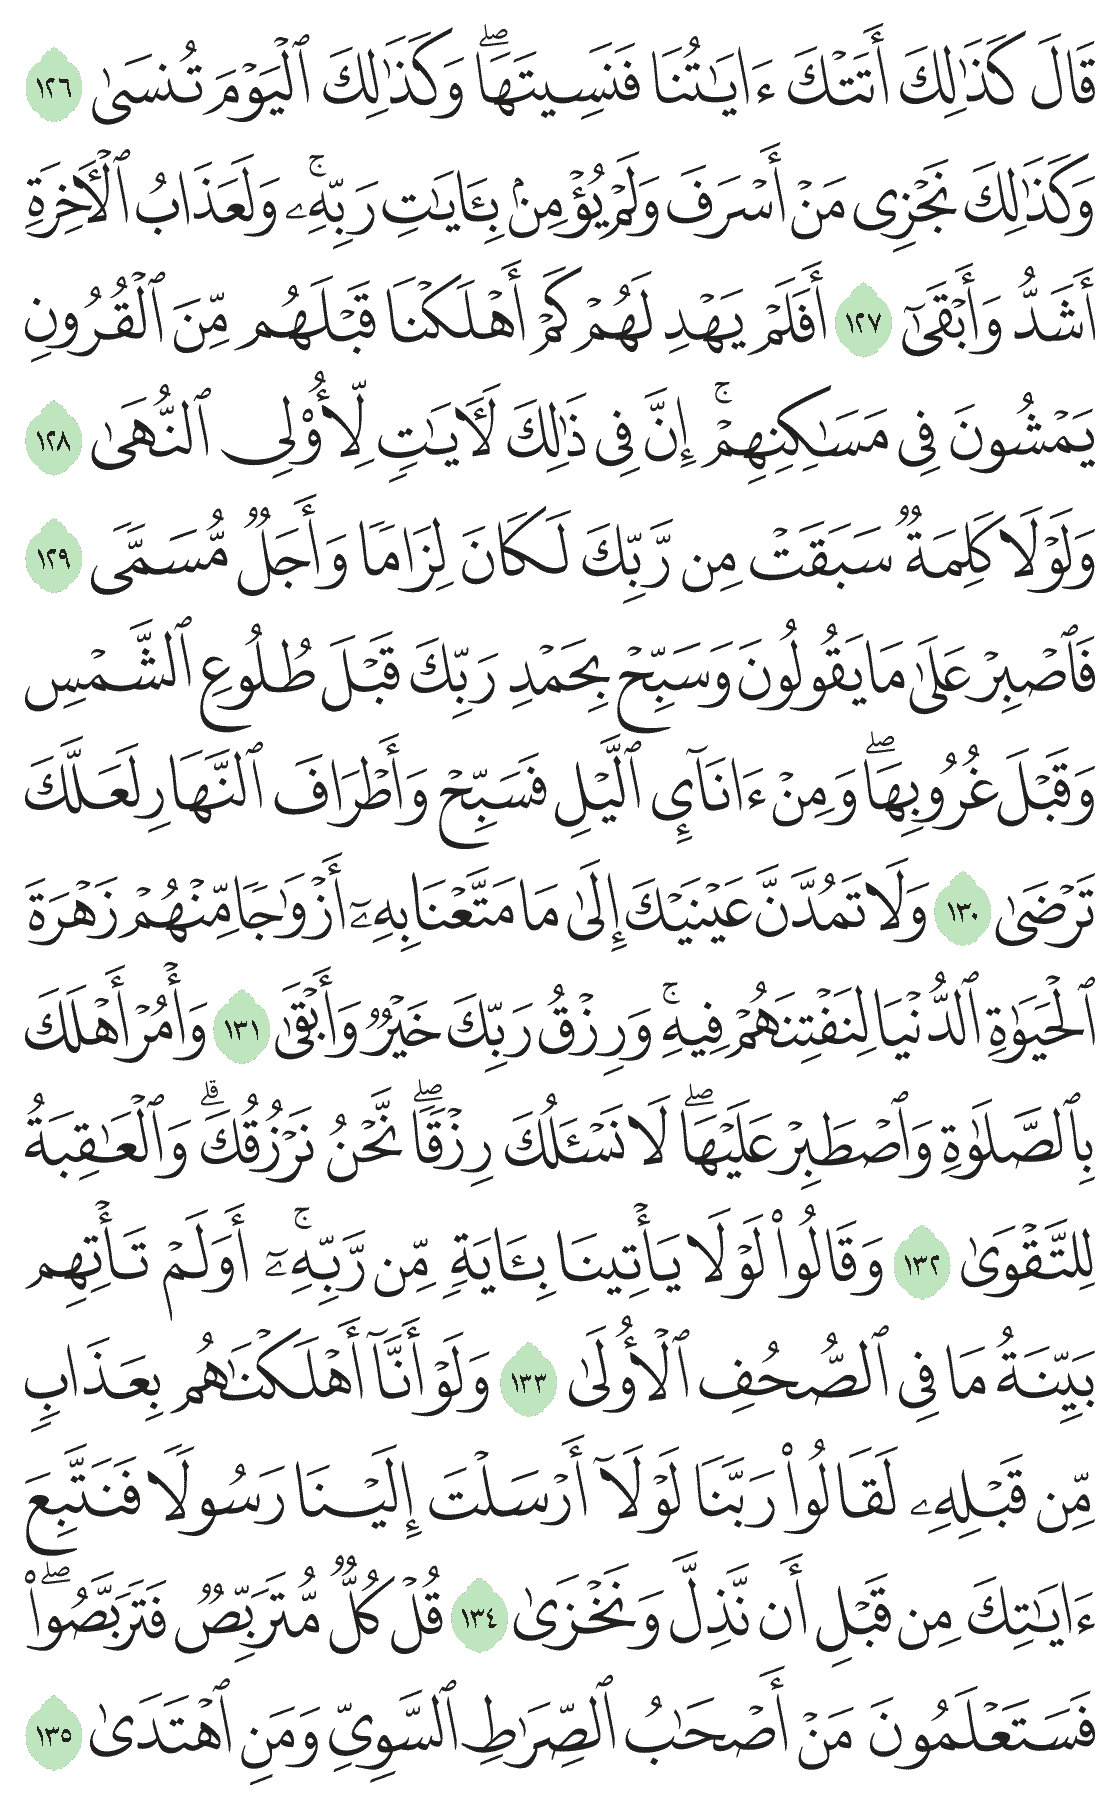 قَالَ كَذَٰلِكَ أَتَتْكَ ءَايَـٰتُنَا فَنَسِيتَهَا ۖ وَكَذَٰلِكَ ٱلْيَوْمَ تُنسَىٰ ١٢٦
وَكَذَٰلِكَ نَجْزِى مَنْ أَسْرَفَ وَلَمْ يُؤْمِنۢ بِـَٔايَـٰتِ رَبِّهِۦ ۚ وَلَعَذَابُ ٱلْـَٔاخِرَةِ
أَشَدُّ وَأَبْقَىٰٓ ١٢٧ أَفَلَمْ يَهْدِ لَهُمْ كَمْ أَهْلَكْنَا قَبْلَهُم مِّنَ ٱلْقُرُونِ
يَمْشُونَ فِى مَسَـٰكِنِهِمْ ۚ إِنَّ فِى ذَٰلِكَ لَـَٔايَـٰتٍ لِّأُو۟لِى ٱلنُّهَىٰ ١٢٨
وَلَوْلَا كَلِمَةٌ سَبَقَتْ مِن رَّبِّكَ لَكَانَ لِزَامًا وَأَجَلٌ مُّسَمًّى ١٢٩
فَٱصْبِرْ عَلَىٰ مَا يَقُولُونَ وَسَبِّحْ بِحَمْدِ رَبِّكَ قَبْلَ طُلُوعِ ٱلشَّمْسِ
وَقَبْلَ غُرُوبِهَا ۖ وَمِنْ ءَانَآئِ ٱلَّيْلِ فَسَبِّحْ وَأَطْرَافَ ٱلنَّهَارِ لَعَلَّكَ
تَرْضَىٰ ١٣٠ وَلَا تَمُدَّنَّ عَيْنَيْكَ إِلَىٰ مَا مَتَّعْنَا بِهِۦٓ أَزْوَٰجًا مِّنْهُمْ زَهْرَةَ
ٱلْحَيَوٰةِ ٱلدُّنْيَا لِنَفْتِنَهُمْ فِيهِ ۚ وَرِزْقُ رَبِّكَ خَيْرٌ وَأَبْقَىٰ ١٣١ وَأْمُرْ أَهْلَكَ
بِٱلصَّلَوٰةِ وَٱصْطَبِرْ عَلَيْهَا ۖ لَا نَسْـَٔلُكَ رِزْقًا ۖ نَّحْنُ نَرْزُقُكَ ۗ وَٱلْعَـٰقِبَةُ
لِلتَّقْوَىٰ ١٣٢ وَقَالُوا۟ لَوْلَا يَأْتِينَا بِـَٔايَةٍ مِّن رَّبِّهِۦٓ ۚ أَوَلَمْ تَأْتِهِم
بَيِّنَةُ مَا فِى ٱلصُّحُفِ ٱلْأُولَىٰ ١٣٣ وَلَوْ أَنَّآ أَهْلَكْنَـٰهُم بِعَذَابٍ
مِّن قَبْلِهِۦ لَقَالُوا۟ رَبَّنَا لَوْلَآ أَرْسَلْتَ إِلَيْنَا رَسُولًا فَنَتَّبِعَ
ءَايَـٰتِكَ مِن قَبْلِ أَن نَّذِلَّ وَنَخْزَىٰ ١٣٤ قُلْ كُلٌّ مُّتَرَبِّصٌ فَتَرَبَّصُوا۟ ۖ
فَسَتَعْلَمُونَ مَنْ أَصْحَـٰبُ ٱلصِّرَٰطِ ٱلسَّوِىِّ وَمَنِ ٱهْتَدَىٰ ١٣٥